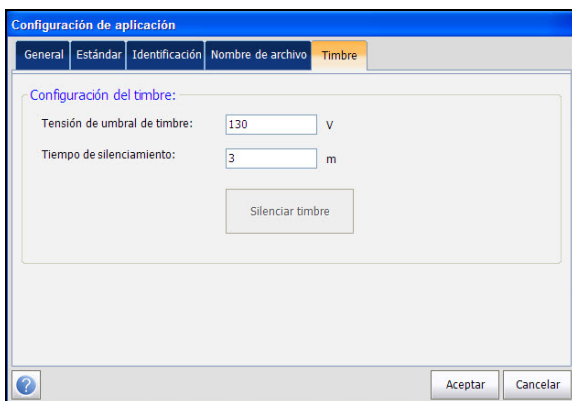 Configuración de aplicación
General Estándar Identificación Nombre de archivo Timbre
Configuración del timbre:
Tensión de umbral de timbre: 130 V
Tiempo de silenciamiento: 3 m
Silenciar timbre
? Aceptar Cancelar